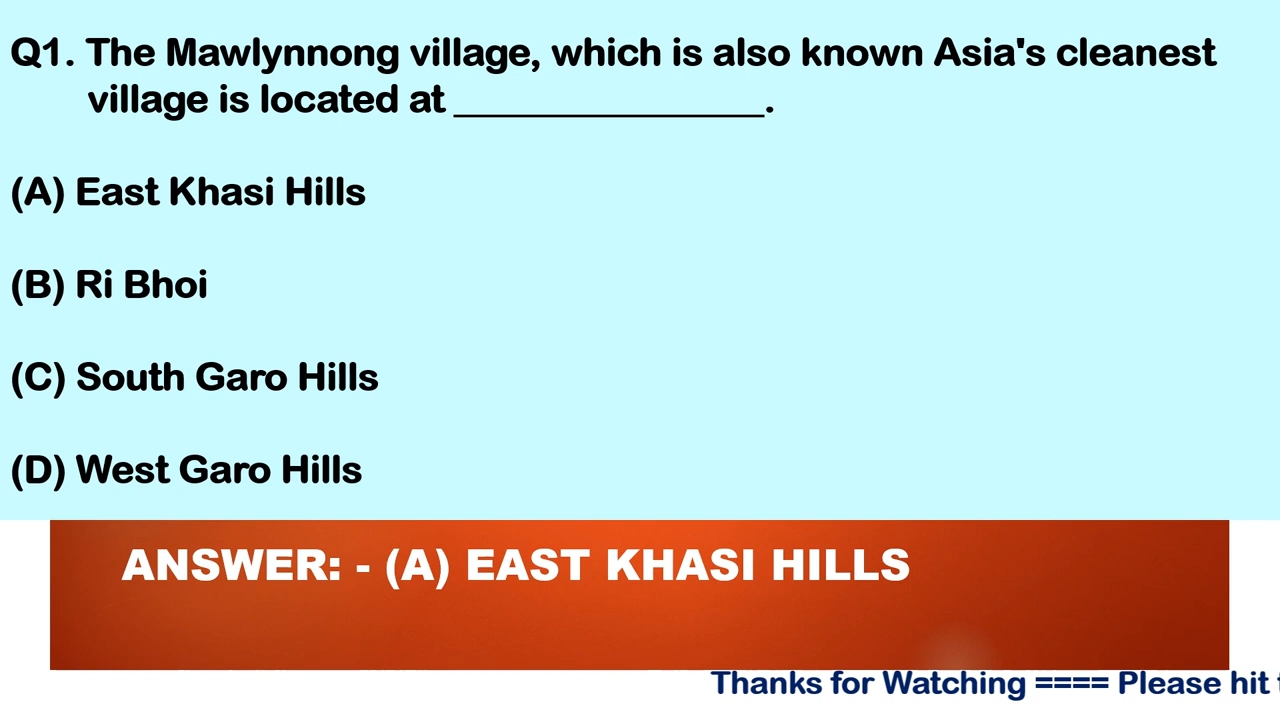 Q1. The Mawlynnong village, which is also known Asia's cleanest
village is located at _______________.
(A) East Khasi Hills
(B) Ri Bhoi
(C) South Garo Hills
(D) West Garo Hills
ANSWER: - (A) EAST KHASI HILLS
Thanks for Watching ==== Please hit